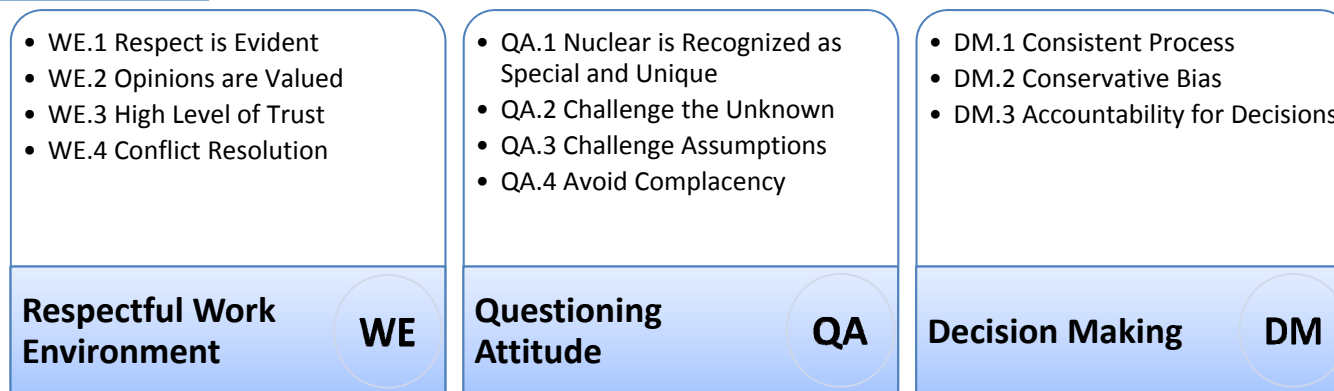 • WE.1 Respect is Evident
• WE.2 Opinions are Valued
• WE.3 High Level of Trust
• WE.4 Conflict Resolution
Respectful Work
Environment
WE
• QA.1 Nuclear is Recognized as
Special and Unique
• QA.2 Challenge the Unknown
• QA.3 Challenge Assumptions
• QA.4 Avoid Complacency
Questioning
Attitude
QA
• DM.1 Consistent Process
• DM.2 Conservative Bias
• DM.3 Accountability for Decisions
Decision Making
DM